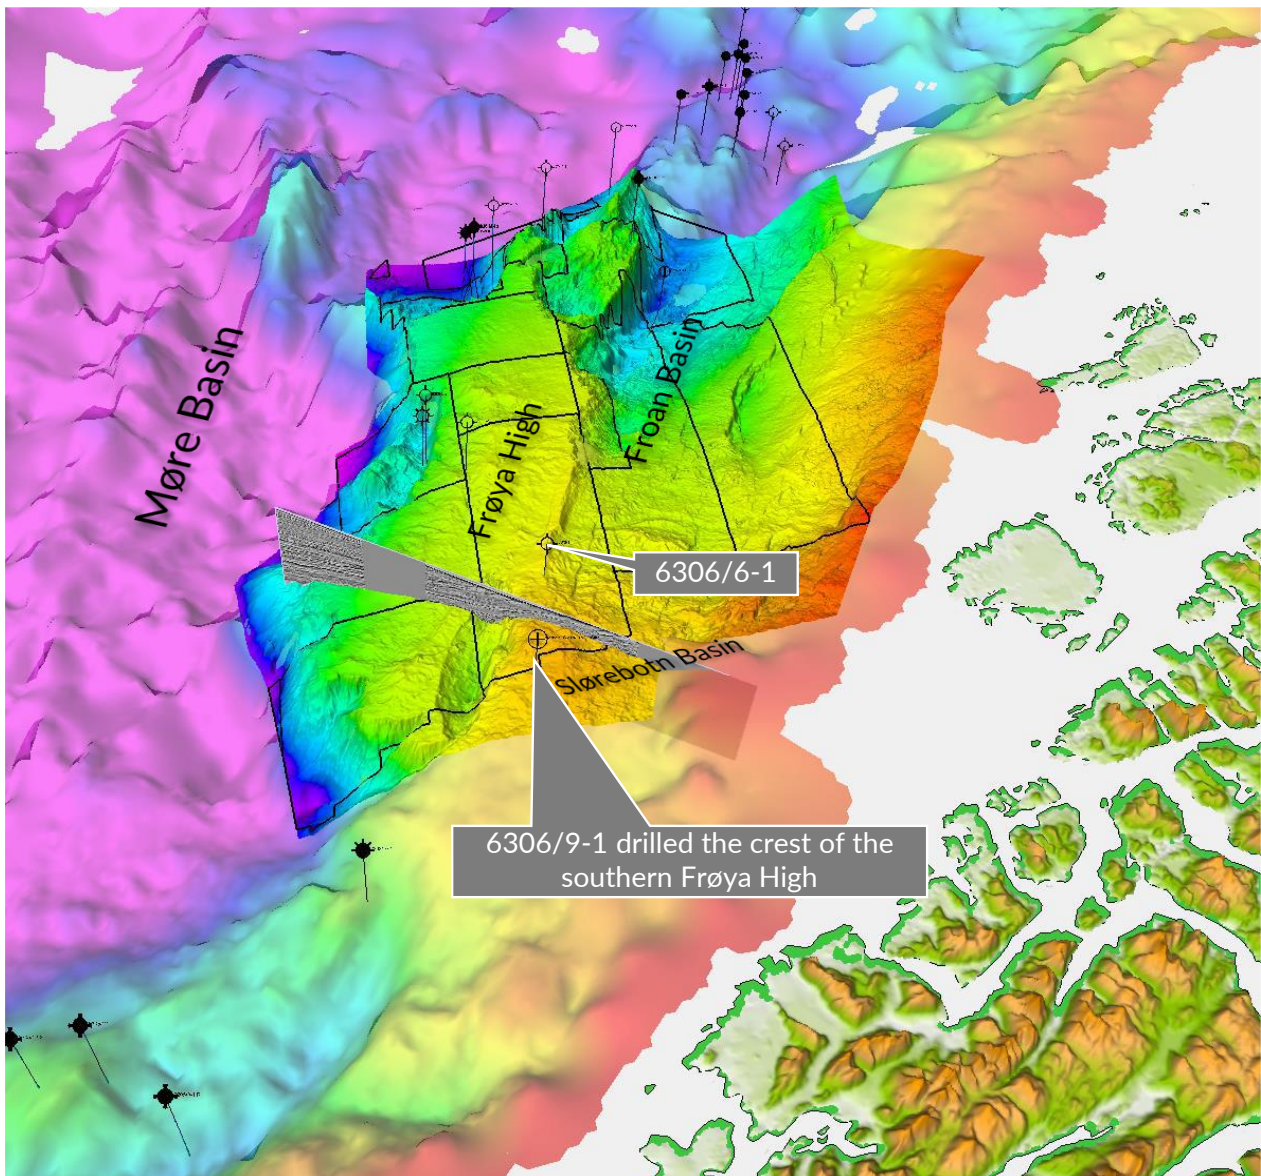 Møre Basin
Frøya High
Froan Basin
6306/6-1
Slørebotn Basin
6306/9-1 drilled the crest of the
southern Frøya High